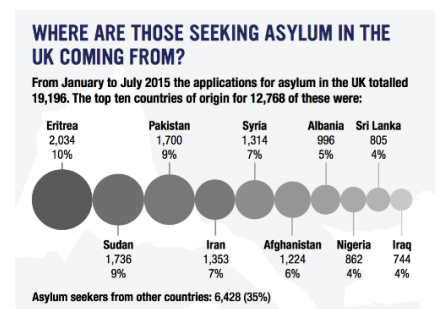 WHERE ARE THOSE SEEKING ASYLUM IN THE
UK COMING FROM?
From January to July 2015 the applications for asylum in the UK totalled
19,196. The top ten countries of origin for 12,768 of these were:
Eritrea
2,034
10%
Pakistan
1,700
9%
Syria
1,314
7%
Albania
996
5%
Sri Lanka
805
4%
Sudan
1,736
9%
Iran
1,353
7%
Afghanistan
1,224
6%
Nigeria
862
4%
Iraq
744
4%
Asylum seekers from other countries: 6,428 (35%)